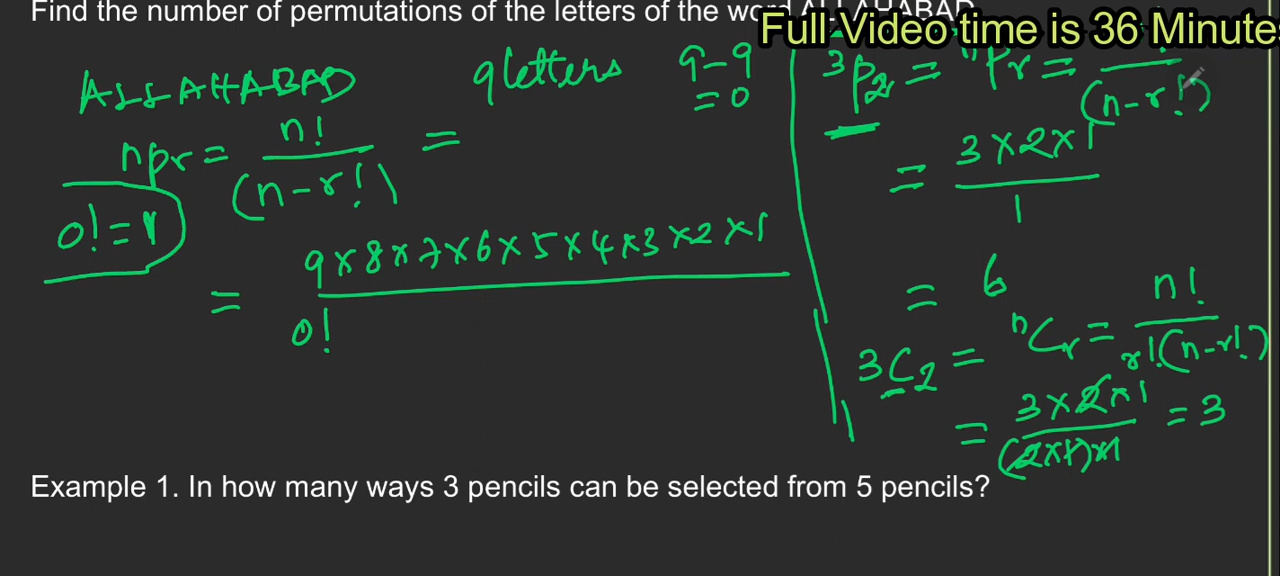 Find the number of permutations of the letters of the word ALLAHABAD
Full Video time is 36 Minute
ALLAHABAD
9 letters
9-9
=0
npr = n! / (n-r!) =
0! = 1
= 9×8×7×6×5×4×3×2×1 / 0!
3P2 = nPr = / (n-r!)
= 3×2×1 / 1
= 6
3C2 = nCr = n! / r!(n-r!)
= 3×2×1 / (2×1)×1 = 3
Example 1. In how many ways 3 pencils can be selected from 5 pencils?